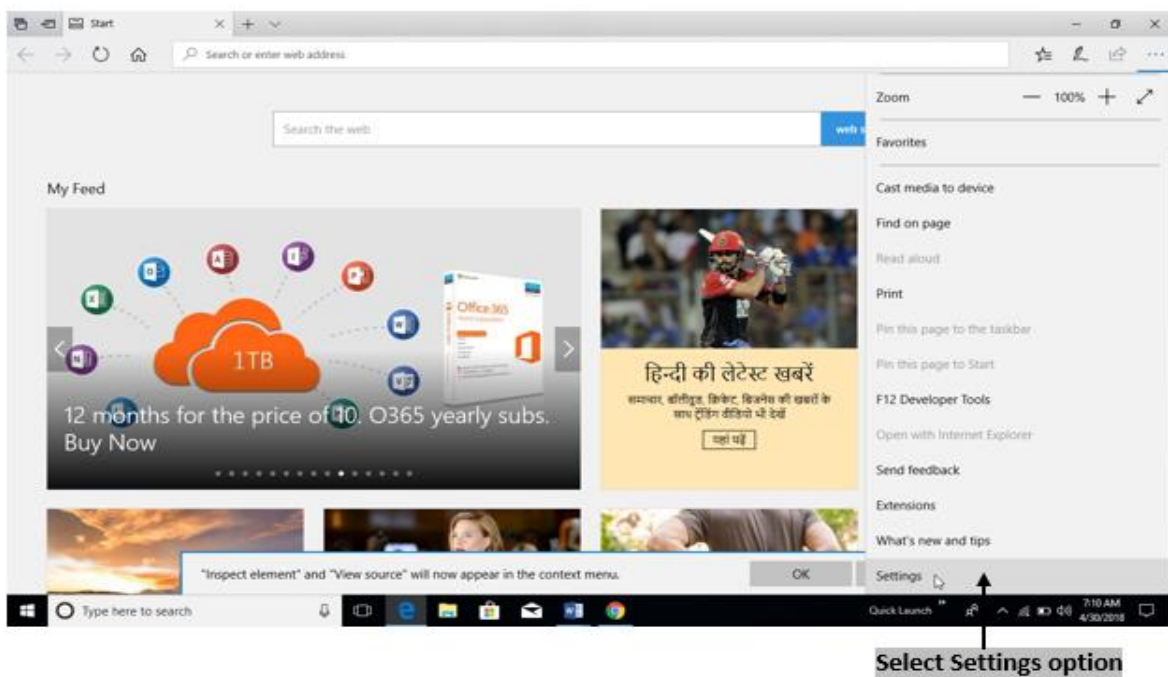 Start
Search or enter web address
Zoom
100%
Search the web
web s
Favorites
My Feed
Cast media to device
Find on page
Read aloud
Print
Pin this page to the taskbar
Pin this page to Start
F12 Developer Tools
Open with Internet Explorer
Send feedback
Extensions
What's new and tips
Settings
Office 365
1TB
12 months for the price of 10. O365 yearly subs.
Buy Now
हिन्दी की लेटेस्ट खबरें
समाचार, बॉलीवुड, क्रिकेट, बिजनेस की खबरों के
साथ ट्रेंडिंग वीडियो भी देखें
यहां पढ़ें
"Inspect element" and "View source" will now appear in the context menu.
OK
Type here to search
Quick Launch
7:10 AM
4/30/2018
Select Settings option